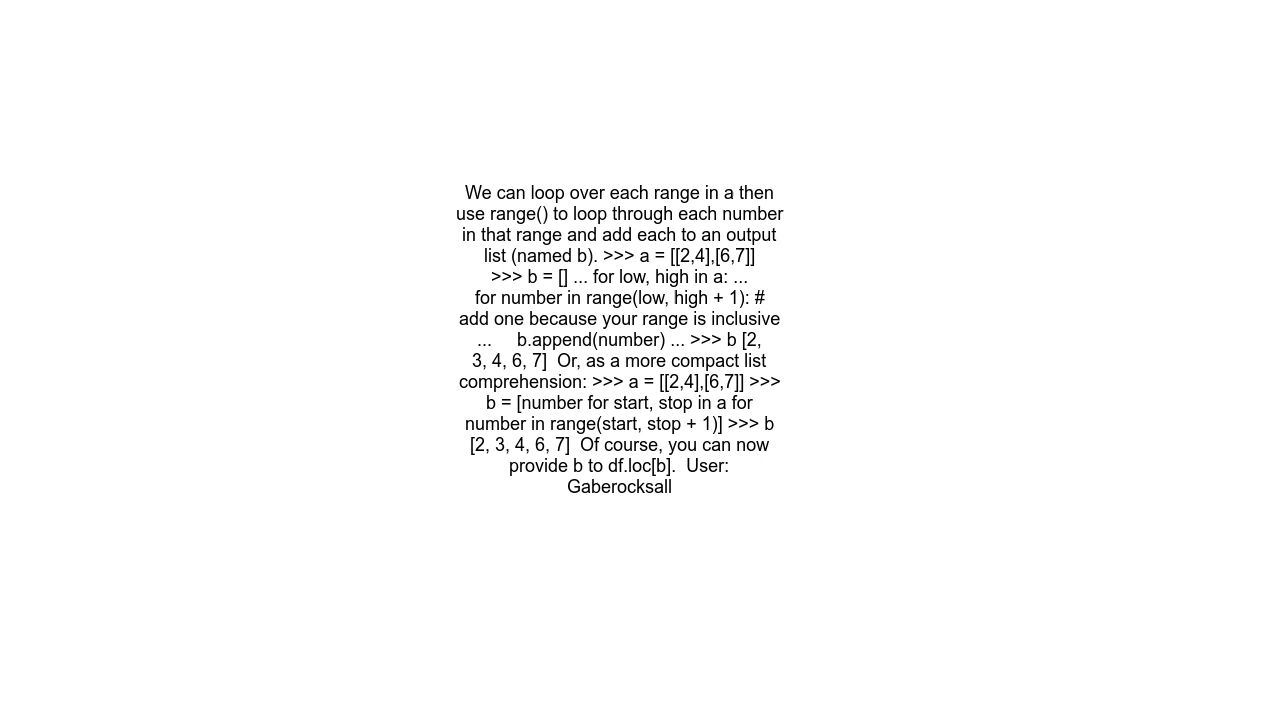 We can loop over each range in a then
use range() to loop through each number
in that range and add each to an output
list (named b). >>> a = [[2,4],[6,7]]
>>> b = [] ... for low, high in a: ...
for number in range(low, high + 1): #
add one because your range is inclusive
...     b.append(number) ... >>> b [2,
3, 4, 6, 7]  Or, as a more compact list
comprehension: >>> a = [[2,4],[6,7]] >>>
b = [number for start, stop in a for
number in range(start, stop + 1)] >>> b
[2, 3, 4, 6, 7]  Of course, you can now
provide b to df.loc[b].  User:
Gaberocksall